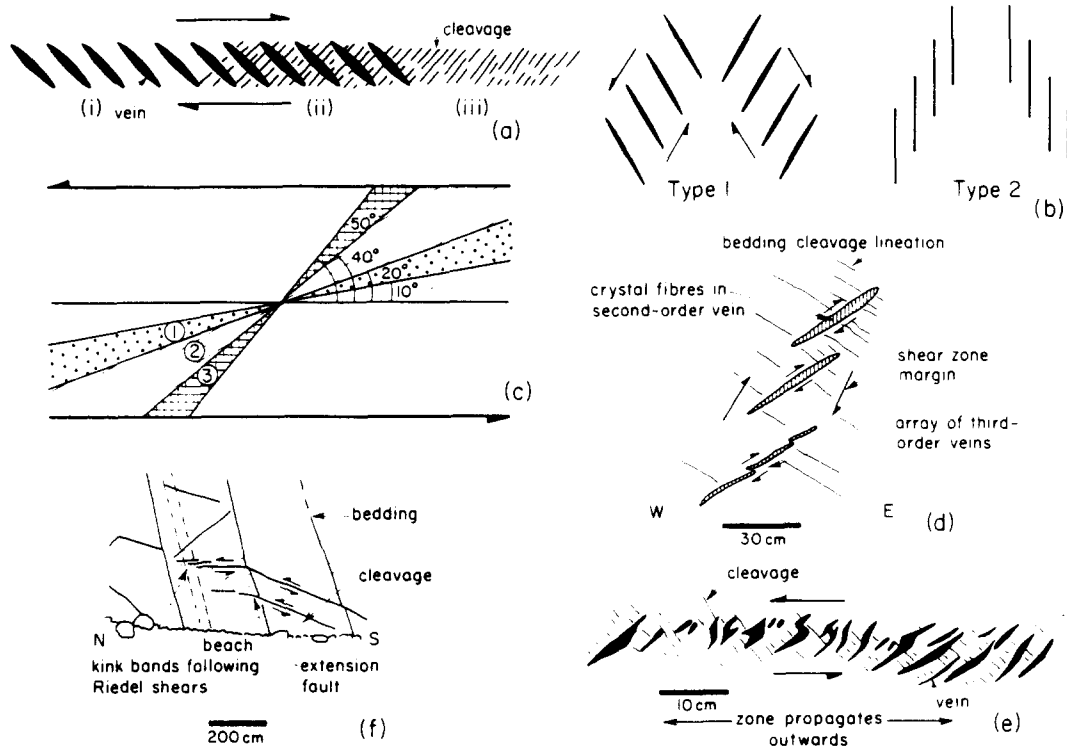 cleavage
(i) vein (ii) (iii)
(a)
Type 1 Type 2
(b)
50°
40°
20°
10°
1
2
3
(c)
bedding cleavage lineation
crystal fibres in
second-order vein
shear zone
margin
array of third-
order veins
W E
30 cm
(d)
bedding
cleavage
N S
beach
kink bands following
Riedel shears
extension
fault
200 cm
(f)
cleavage
10 cm
vein
zone propagates
outwards
(e)